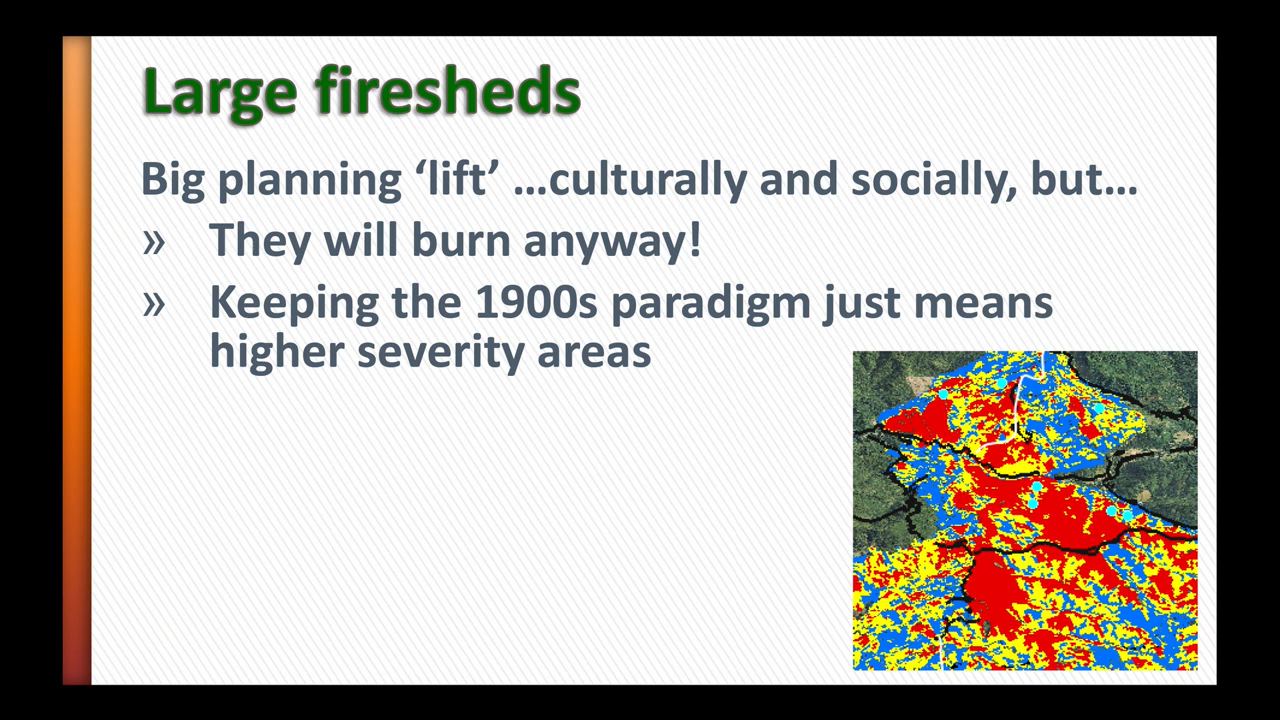 Large firesheds
Big planning ‘lift’ …culturally and socially, but…
» They will burn anyway!
» Keeping the 1900s paradigm just means
higher severity areas